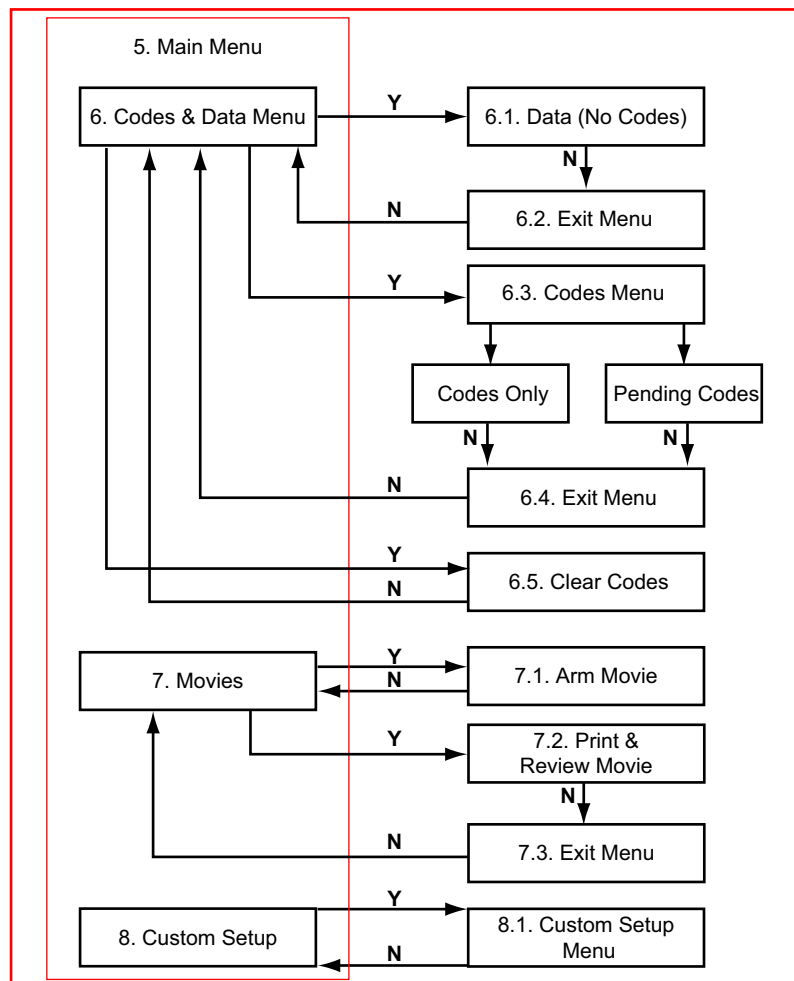 5. Main Menu
Y
6. Codes & Data Menu
6.1. Data (No Codes)
N
N
6.2. Exit Menu
Y
6.3. Codes Menu
Codes Only
Pending Codes
N
N
N
6.4. Exit Menu
Y
N
6.5. Clear Codes
Y
7. Movies
N
7.1. Arm Movie
Y
7.2. Print &
Review Movie
N
N
7.3. Exit Menu
Y
8. Custom Setup
8.1. Custom Setup
Menu
N